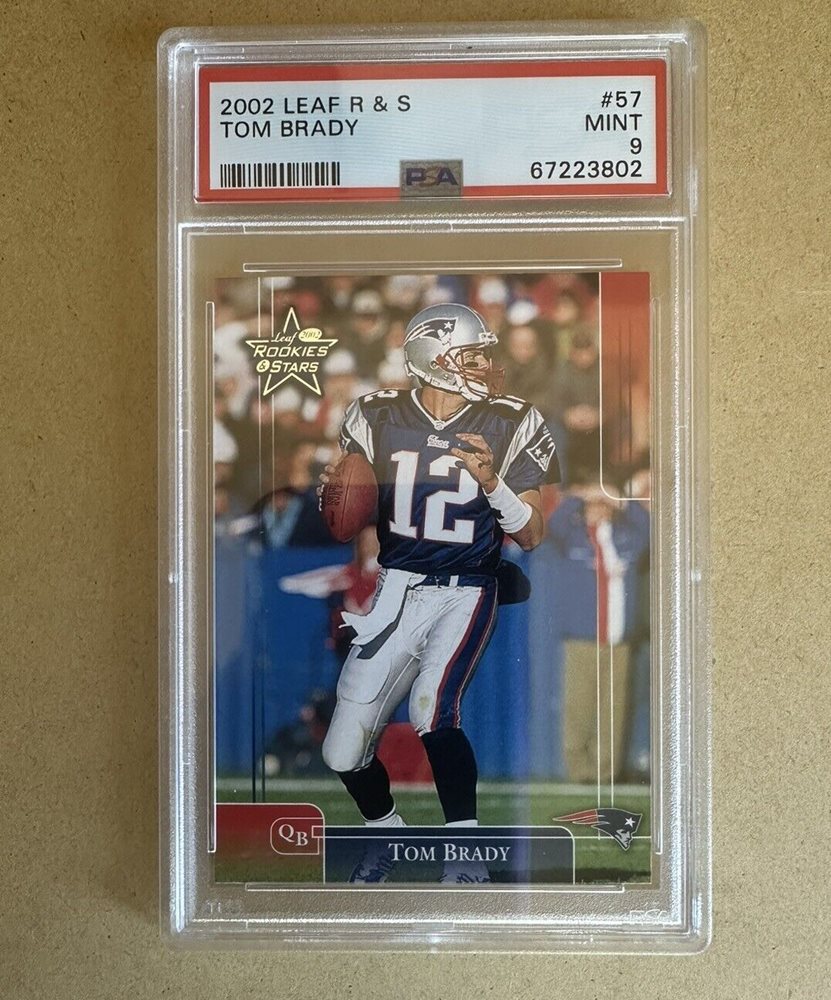 2002 LEAF R & S
#57
TOM BRADY
MINT
9
67223802
PSA
Leaf 2002
ROOKIES
& STARS
12
12
QB
TOM BRADY